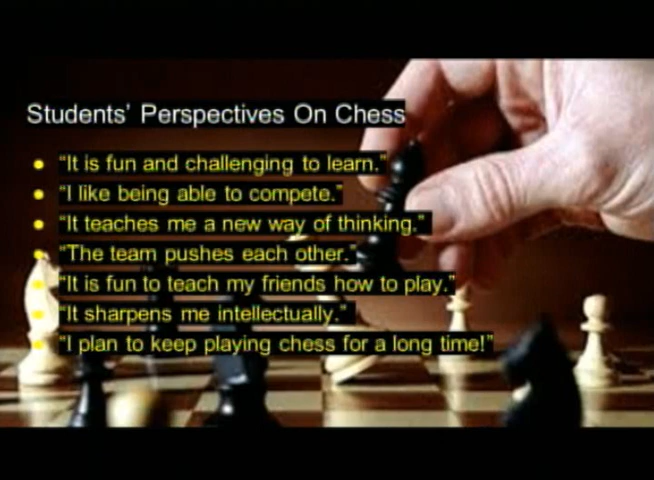 Students’ Perspectives On Chess
• “It is fun and challenging to learn.”
• “I like being able to compete.”
• “It teaches me a new way of thinking.”
• “The team pushes each other.”
• “It is fun to teach my friends how to play.”
• “It sharpens me intellectually.”
• “I plan to keep playing chess for a long time!”